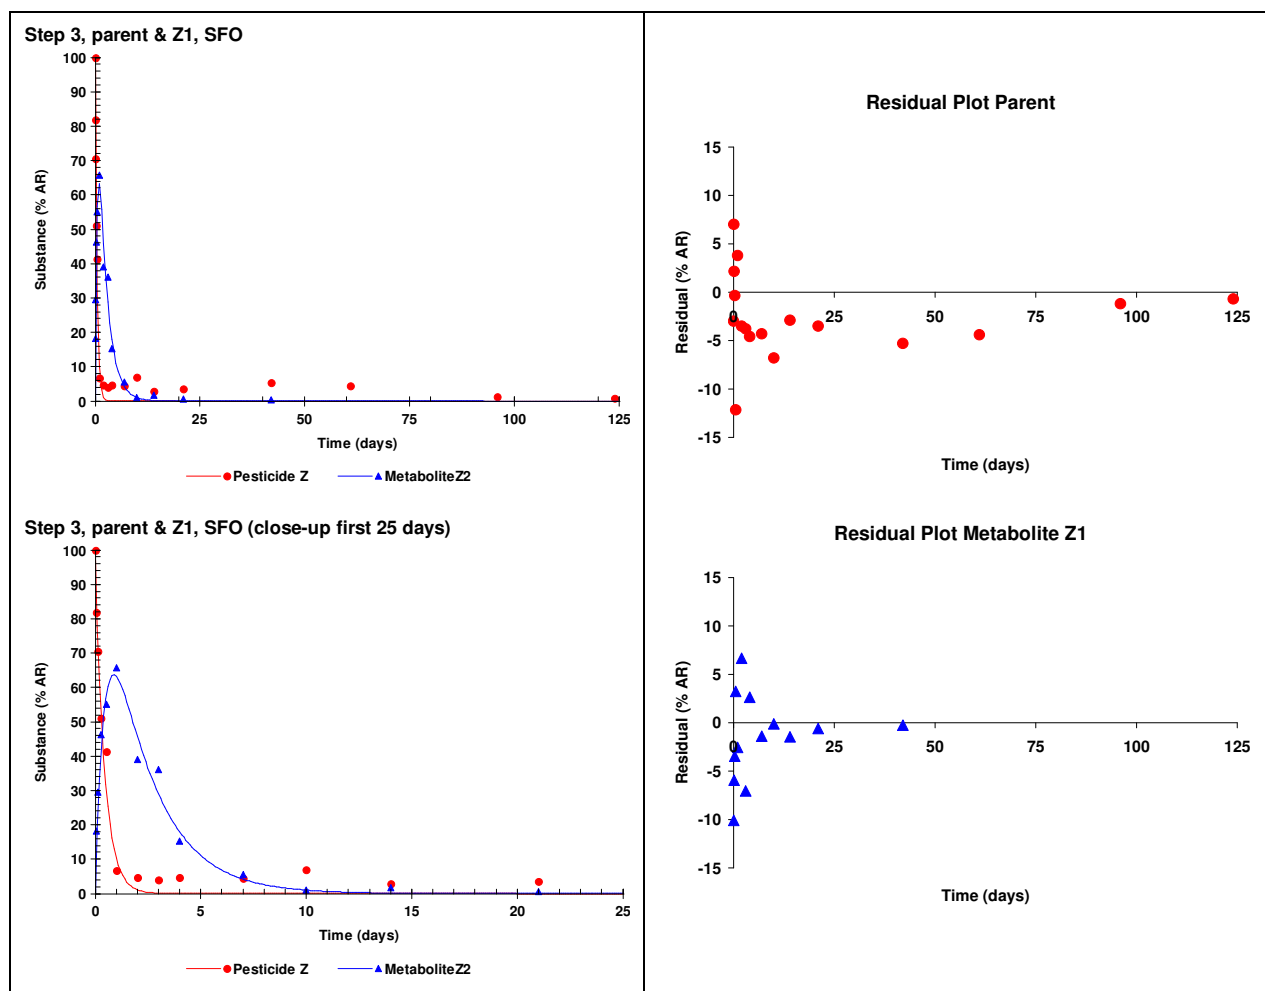 Step 3, parent & Z1, SFO
100
90
80
70
60
50
40
30
20
10
0
Substance (% AR)
0 25 50 75 100 125
Time (days)
Pesticide Z MetaboliteZ2
Residual Plot Parent
15
10
5
0
-5
-10
-15
Residual (% AR)
0 25 50 75 100 125
Time (days)
Step 3, parent & Z1, SFO (close-up first 25 days)
100
90
80
70
60
50
40
30
20
10
0
Substance (% AR)
0 5 10 15 20 25
Time (days)
Pesticide Z MetaboliteZ2
Residual Plot Metabolite Z1
15
10
5
0
-5
-10
-15
Residual (% AR)
0 25 50 75 100 125
Time (days)